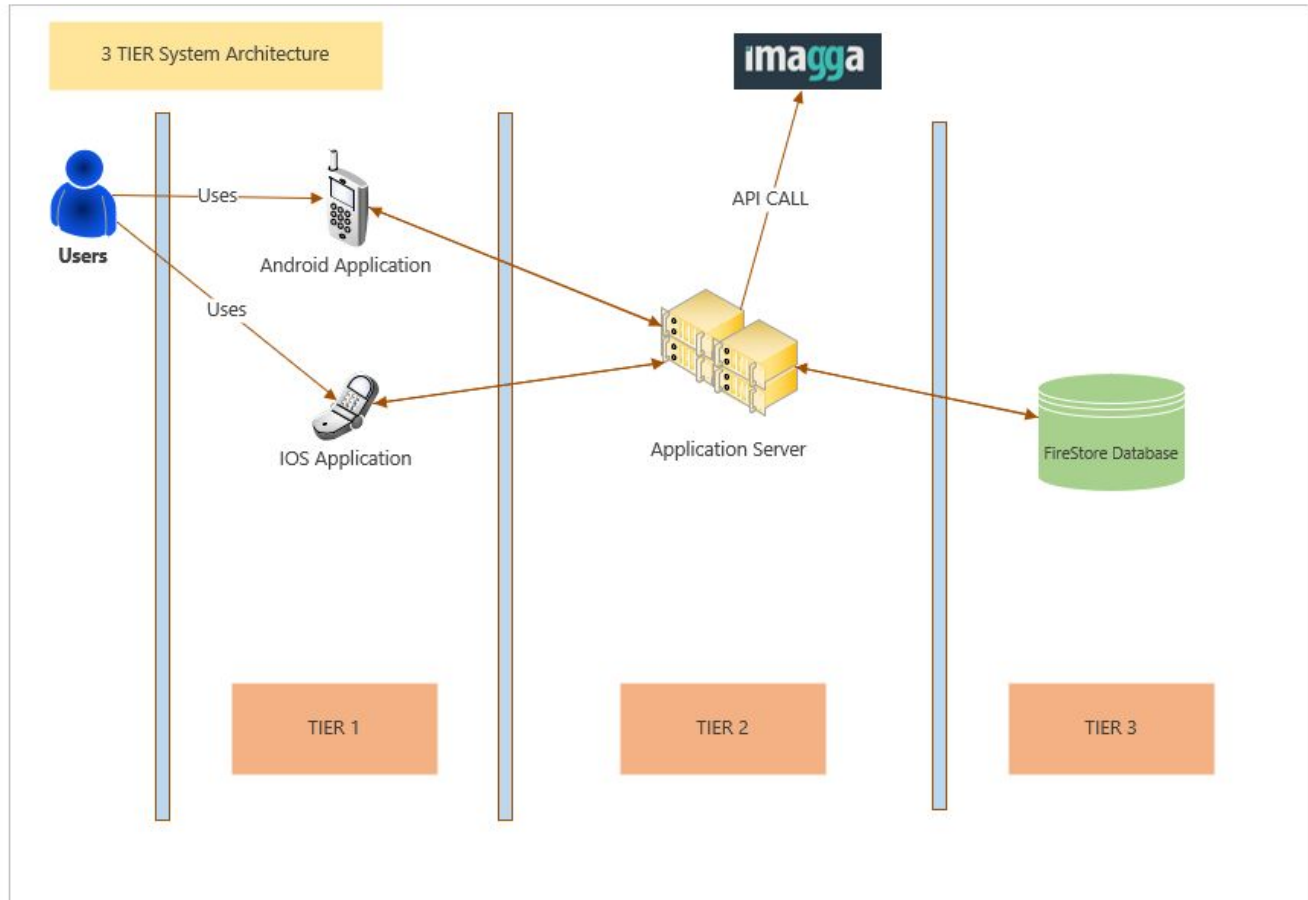 3 TIER System Architecture
imagga
Uses
API CALL
Users
Android Application
Uses
Application Server
FireStore Database
IOS Application
TIER 1
TIER 2
TIER 3